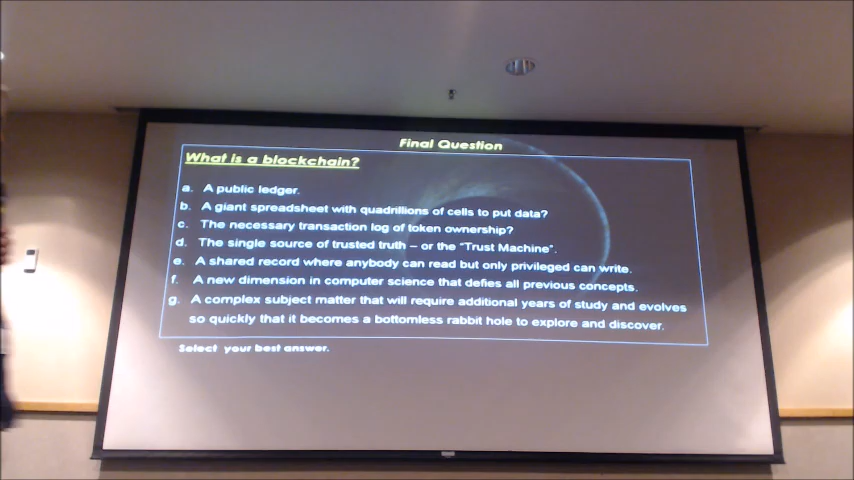 Final Question
What is a blockchain?
a. A public ledger.
b. A giant spreadsheet with quadrillions of cells to put data?
c. The necessary transaction log of token ownership?
d. The single source of trusted truth – or the "Trust Machine".
e. A shared record where anybody can read but only privileged can write.
f. A new dimension in computer science that defies all previous concepts.
g. A complex subject matter that will require additional years of study and evolves
so quickly that it becomes a bottomless rabbit hole to explore and discover.
Select your best answer.